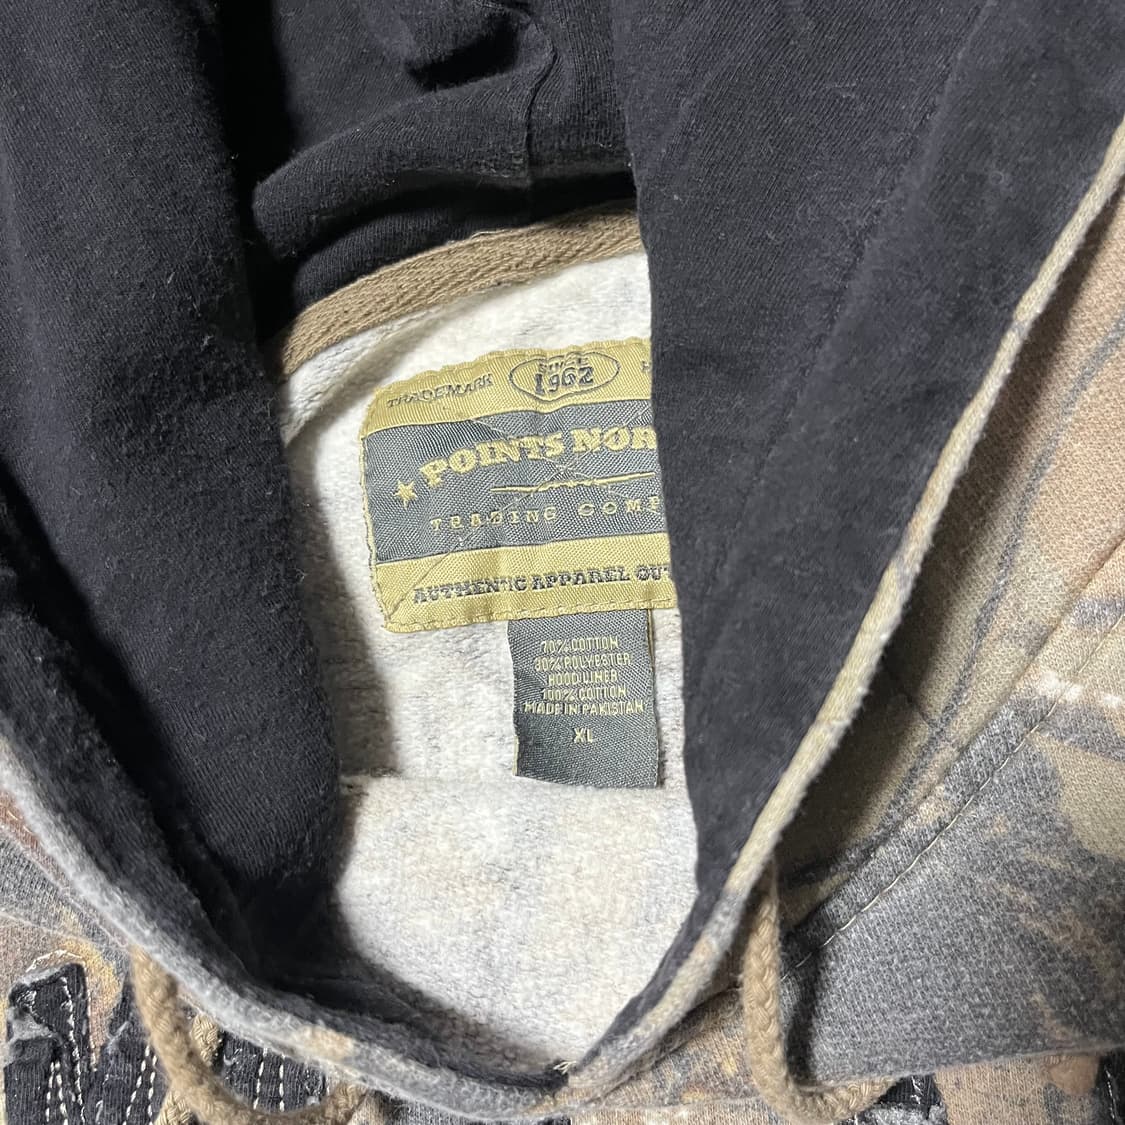 TRADEMARK
SINCE
1962
POINTS NOR
TRADING COMP
AUTHENTIC APPAREL OU
70% COTTON
30% POLYESTER
HOOD LINER
100% COTTON
MADE IN PAKISTAN
XL